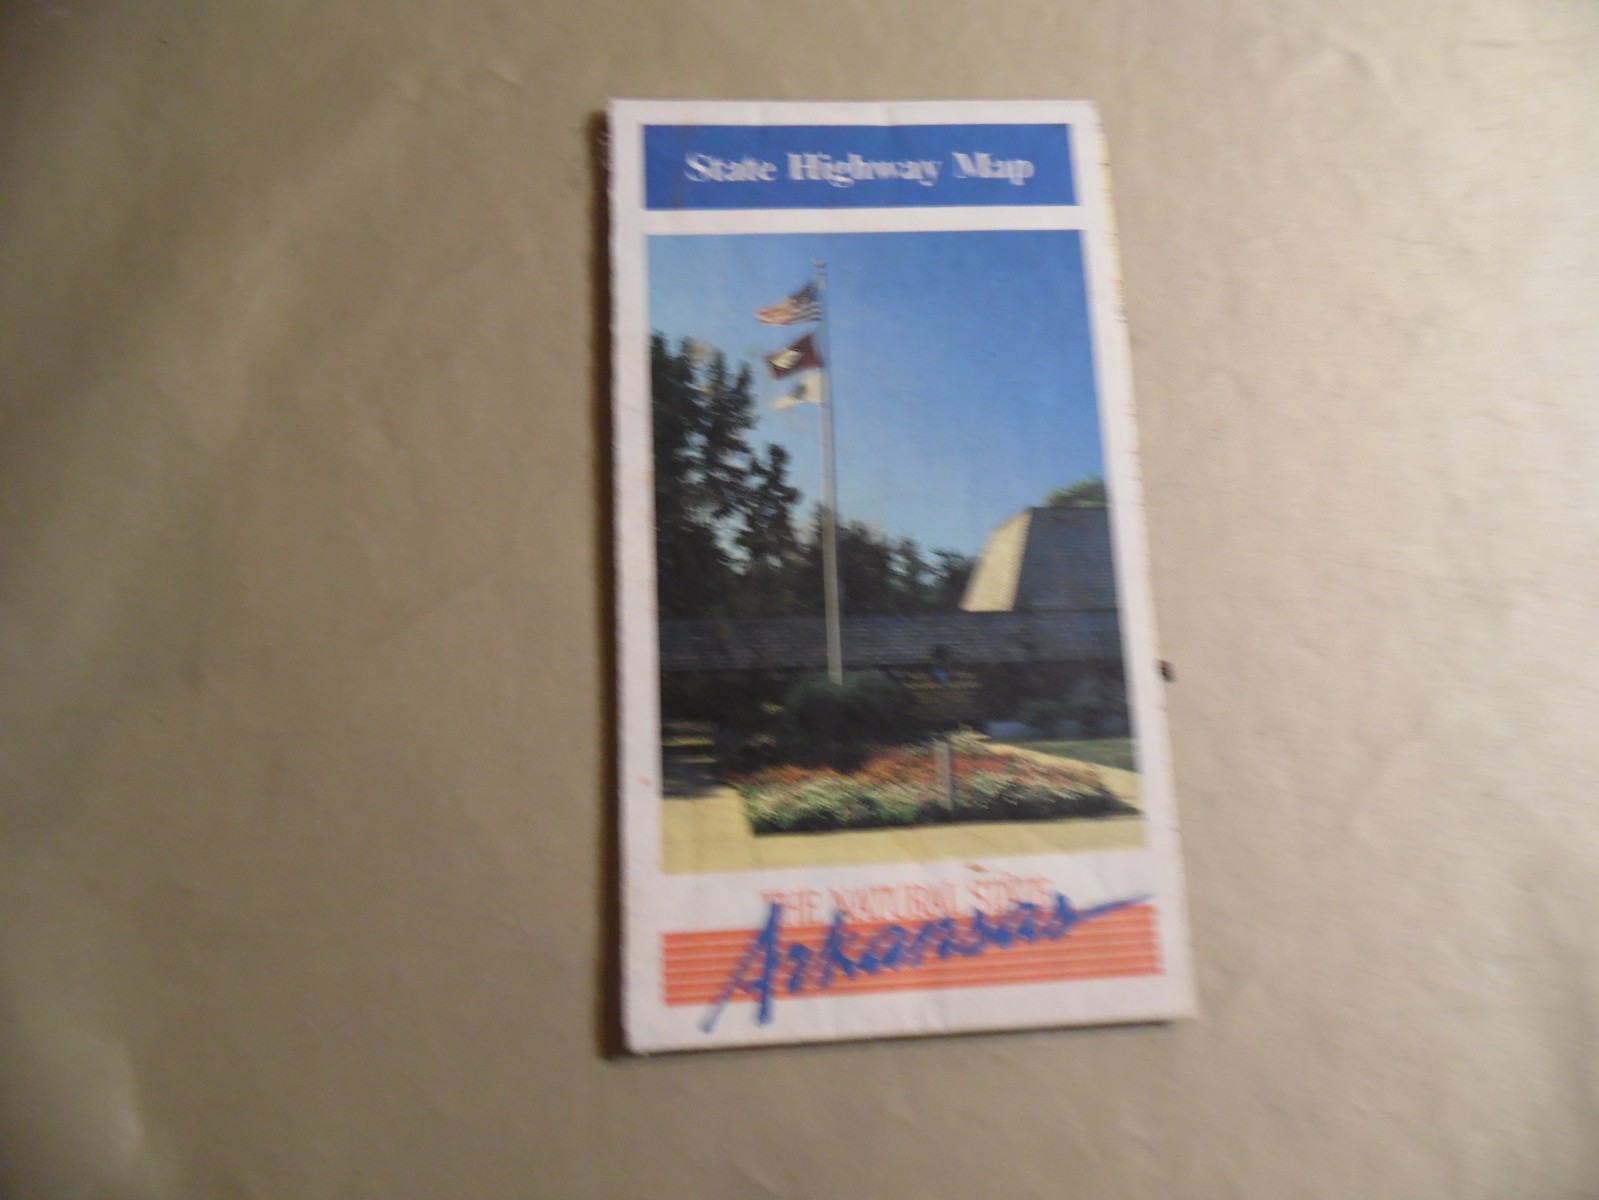 State Highway Map
THE NATURAL STATE
Arkansas